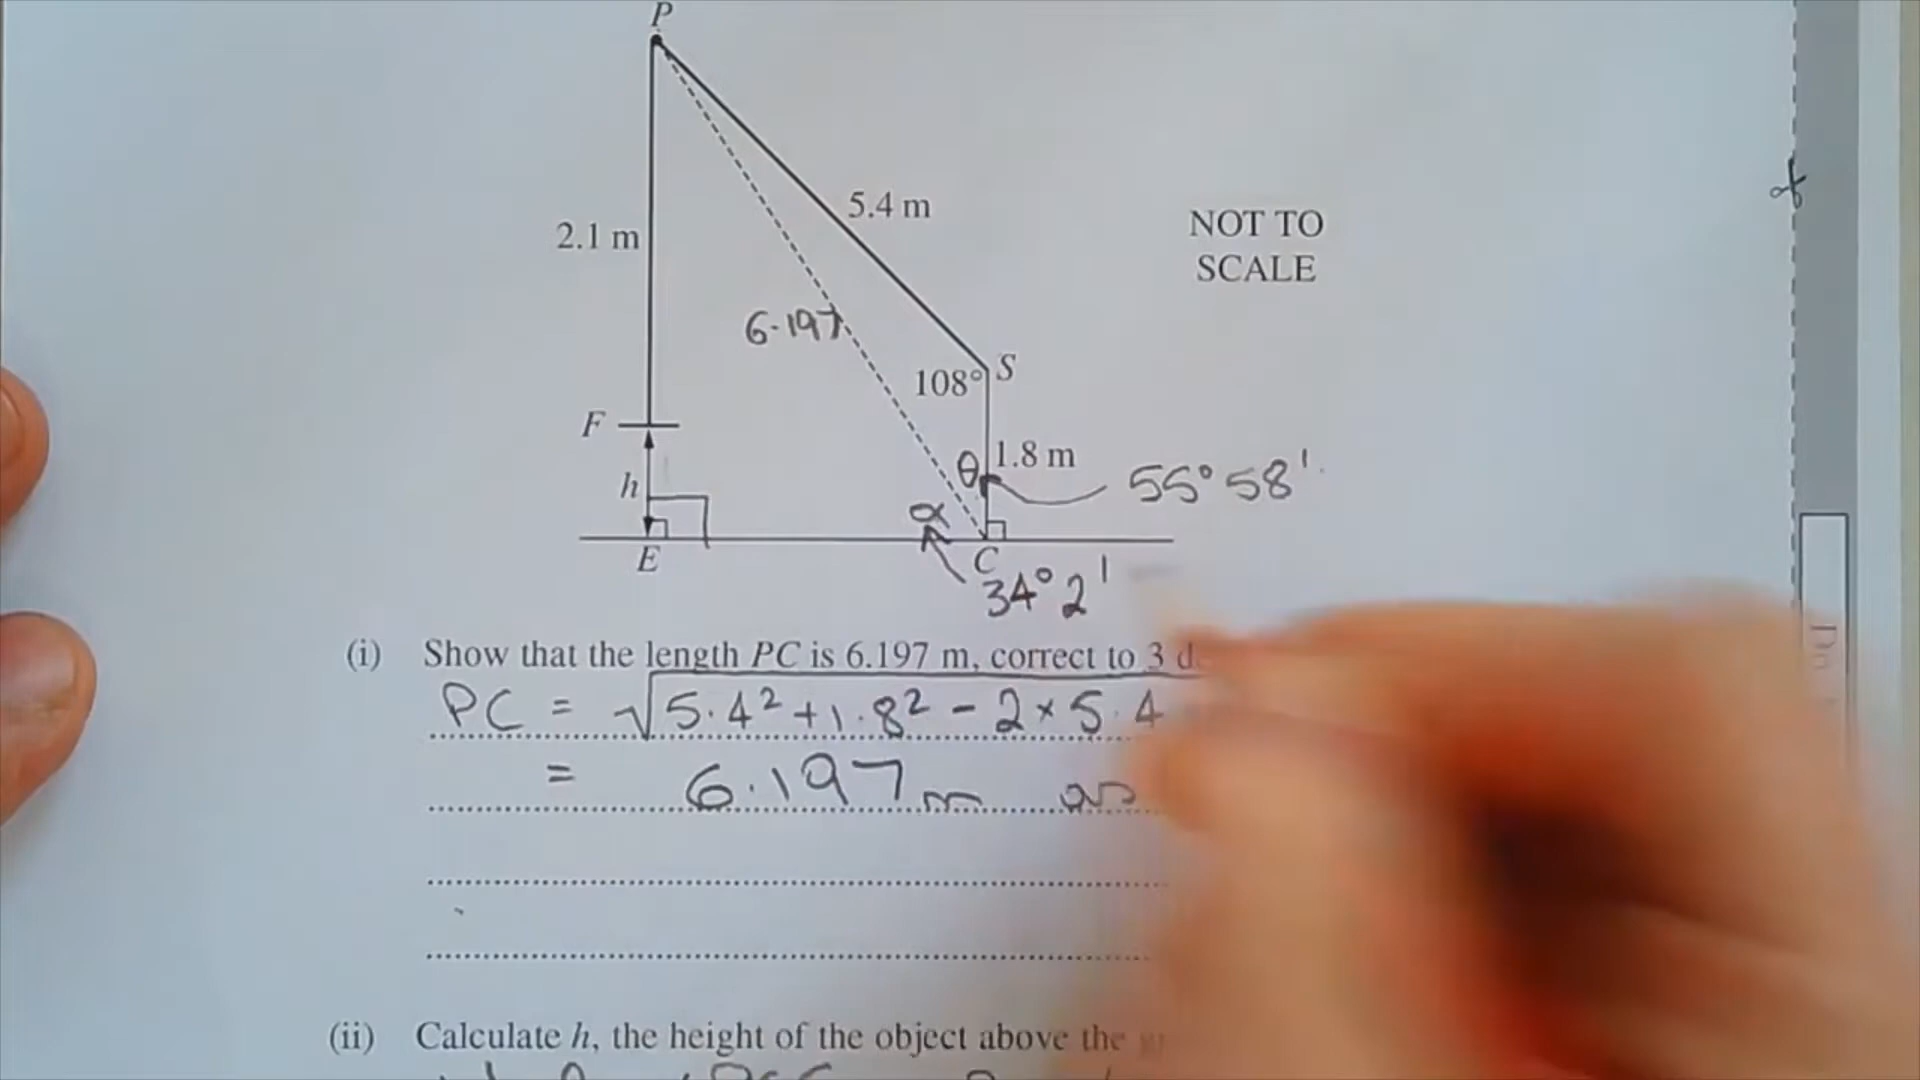 P
5.4 m
2.1 m
NOT TO
SCALE
6.197
108°
S
F
θ
1.8 m
55°58'
h
α
E
C
34°2'
(i) Show that the length PC is 6.197 m, correct to 3 d
PC = √5.4²+1.8² - 2×5.4
= 6.197m as
(ii) Calculate h, the height of the object above the